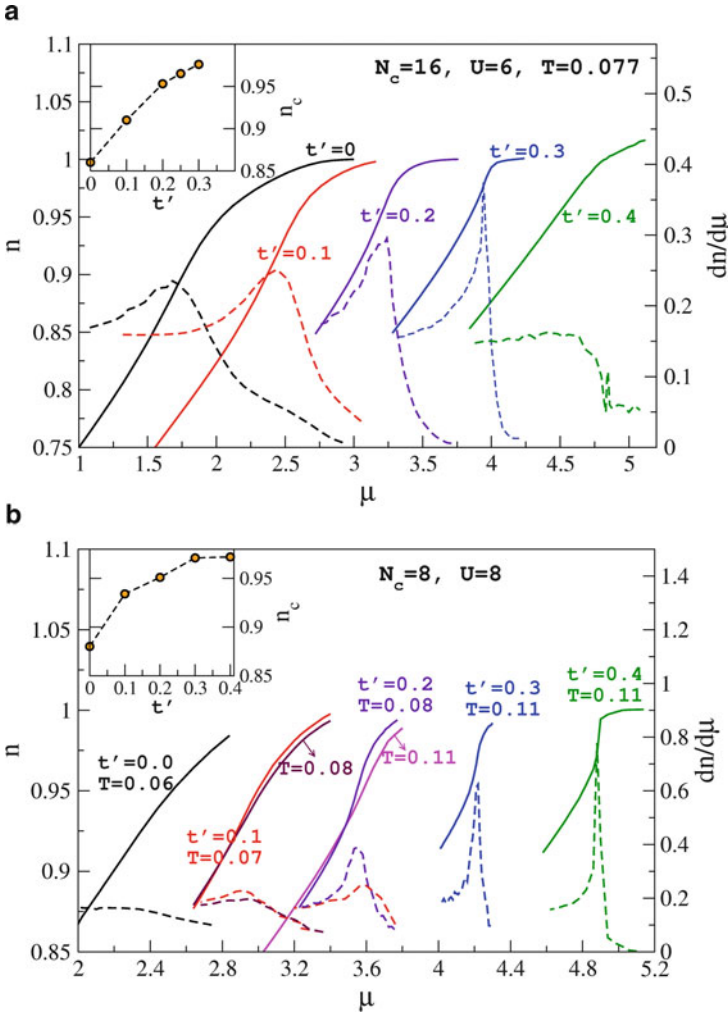 a
1.1
1.05
1
0.95
0.9
0.85
0.8
0.75
n
N_c=16, U=6, T=0.077
0.95
0.9
0.85
n_c
0 0.1 0.2 0.3
t'
t'=0
t'=0.1
t'=0.2
t'=0.3
t'=0.4
0.5
0.4
0.3
0.2
0.1
0
dn/dμ
1 1.5 2 2.5 3 3.5 4 4.5 5
μ
b
1.1
1.05
1
0.95
0.9
0.85
n
N_c=8, U=8
0.95
0.9
0.85
n_c
0 0.1 0.2 0.3 0.4
t'
t'=0.0
T=0.06
t'=0.1
T=0.07
T=0.08
t'=0.2
T=0.08
T=0.11
t'=0.3
T=0.11
t'=0.4
T=0.11
1.4
1.2
1
0.8
0.6
0.4
0.2
0
dn/dμ
2 2.4 2.8 3.2 3.6 4 4.4 4.8 5.2
μ